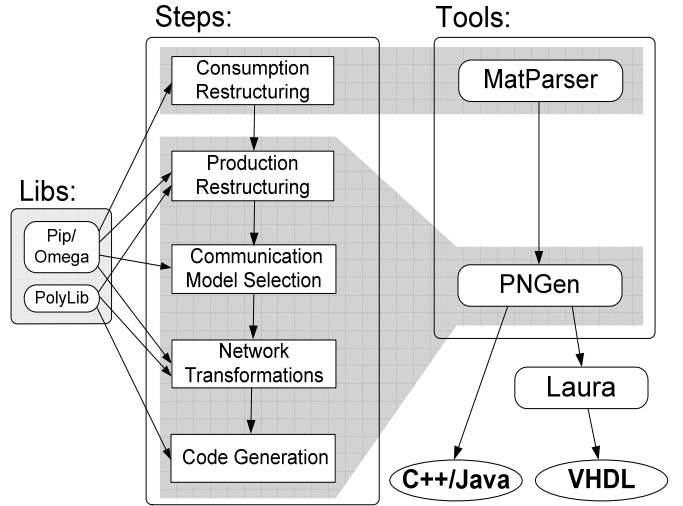 Steps:
Tools:
Consumption
Restructuring
MatParser
Production
Restructuring
Libs:
Pip/
Omega
PolyLib
Communication
Model Selection
PNGen
Network
Transformations
Laura
Code Generation
C++/Java
VHDL